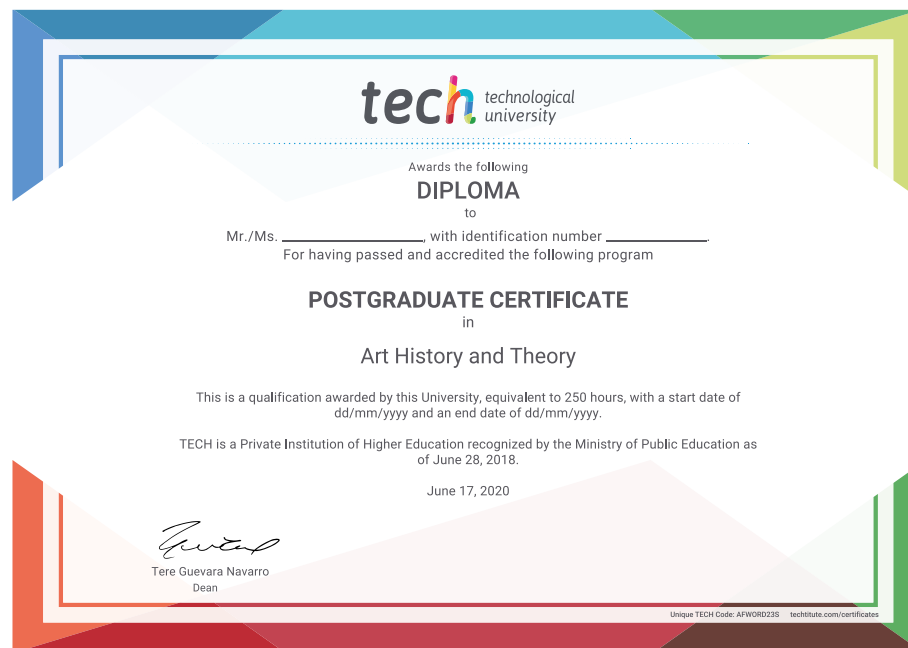 tech technological
university
Awards the following
DIPLOMA
to
Mr./Ms. ____________________, with identification number ______________.
For having passed and accredited the following program
POSTGRADUATE CERTIFICATE
in
Art History and Theory
This is a qualification awarded by this University, equivalent to 250 hours, with a start date of
dd/mm/yyyy and an end date of dd/mm/yyyy.
TECH is a Private Institution of Higher Education recognized by the Ministry of Public Education as
of June 28, 2018.
June 17, 2020
Tere Guevara Navarro
Dean
Unique TECH Code: AFWORD23S techtitute.com/certificates